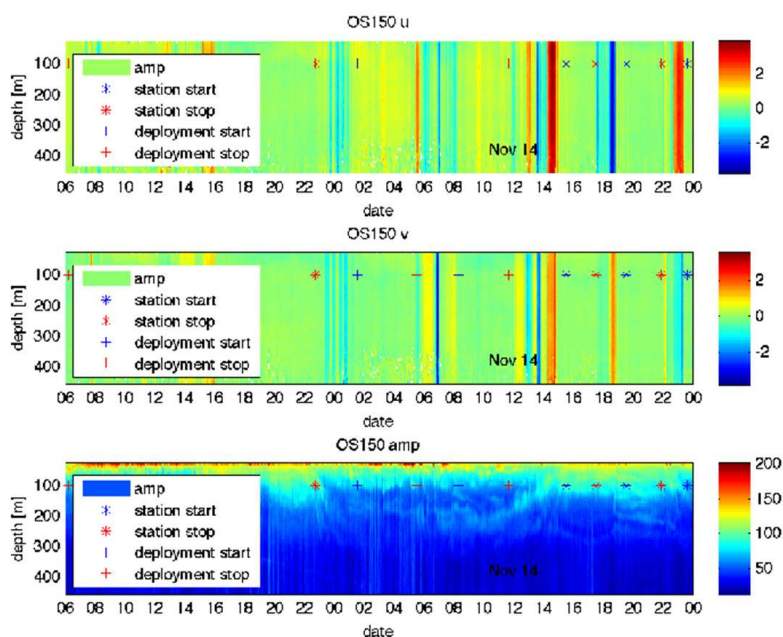 OS150 u
depth [m]
100
200
300
400
amp
station start
station stop
deployment start
deployment stop
Nov 14
06 08 10 12 14 16 18 20 22 00 02 04 06 08 10 12 14 16 18 20 22 00
date
2
0
-2
OS150 v
depth [m]
100
200
300
400
amp
station start
station stop
deployment start
deployment stop
Nov 14
06 08 10 12 14 16 18 20 22 00 02 04 06 08 10 12 14 16 18 20 22 00
date
2
0
-2
OS150 amp
depth [m]
100
200
300
400
amp
station start
station stop
deployment start
deployment stop
Nov 14
06 08 10 12 14 16 18 20 22 00 02 04 06 08 10 12 14 16 18 20 22 00
date
200
150
100
50